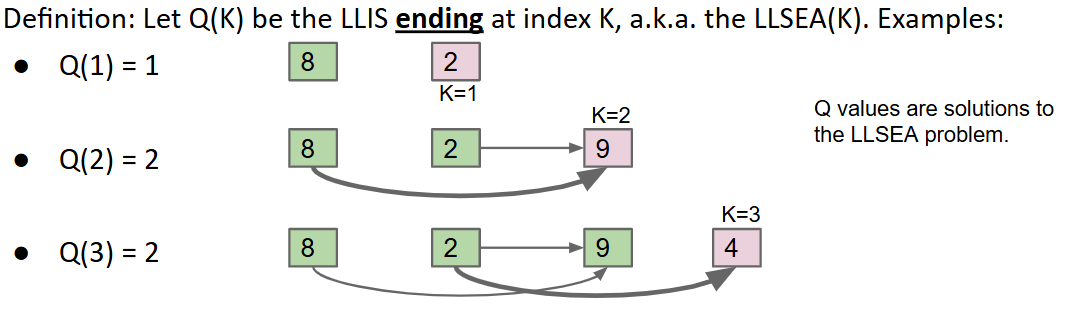 Definition: Let Q(K) be the LLIS ending at index K, a.k.a. the LLSEA(K). Examples:
● Q(1) = 1
8 2
K=1
Q values are solutions to
the LLSEA problem.
K=2
● Q(2) = 2
8 2 9
K=3
● Q(3) = 2
8 2 9 4